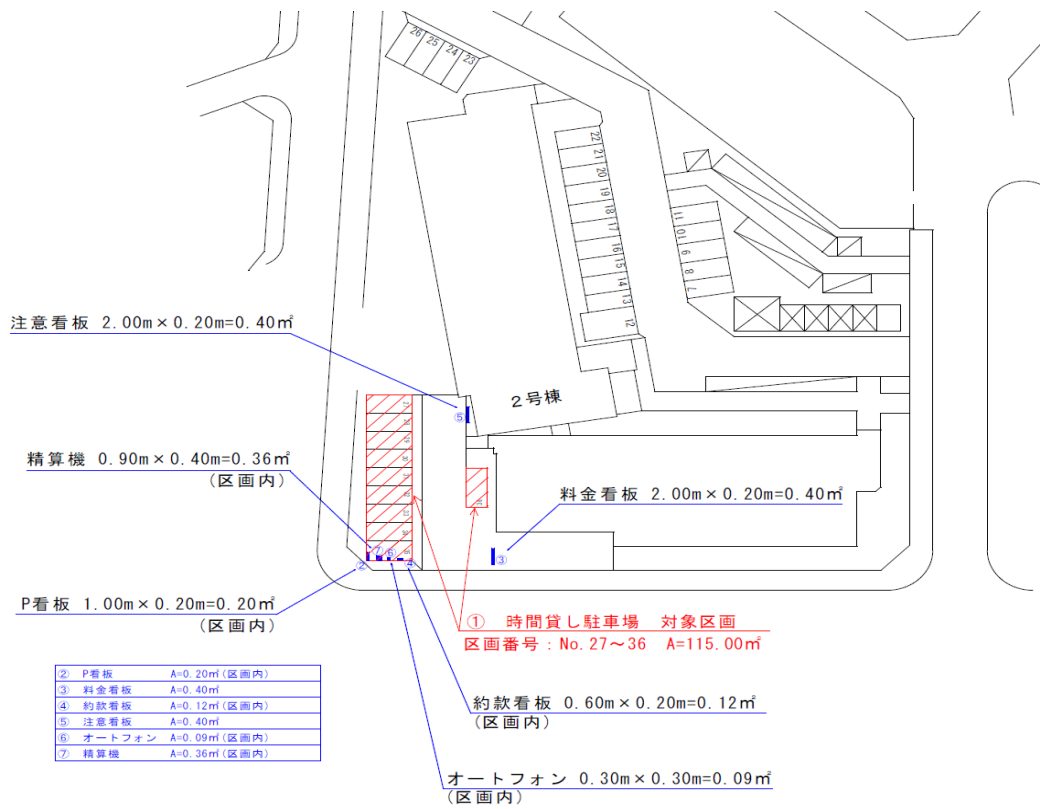 26
25
24
23
22
21
20
19
18
17
16
15
14
13
12
11
10
9
8
7
注意看板 2.00m×0.20m=0.40㎡
⑤
2号棟
精算機 0.90m×0.40m=0.36㎡
(区画内)
料金看板 2.00m×0.20m=0.40㎡
⑦
⑥
②
④
③
P看板 1.00m×0.20m=0.20㎡
(区画内)
① 時間貸し駐車場 対象区画
区画番号：No.27～36 A=115.00㎡
② P看板 A=0.20㎡(区画内)
③ 料金看板 A=0.40㎡
④ 約款看板 A=0.12㎡(区画内)
⑤ 注意看板 A=0.40㎡
⑥ オートフォン A=0.09㎡(区画内)
⑦ 精算機 A=0.36㎡(区画内)
約款看板 0.60m×0.20m=0.12㎡
(区画内)
オートフォン 0.30m×0.30m=0.09㎡
(区画内)